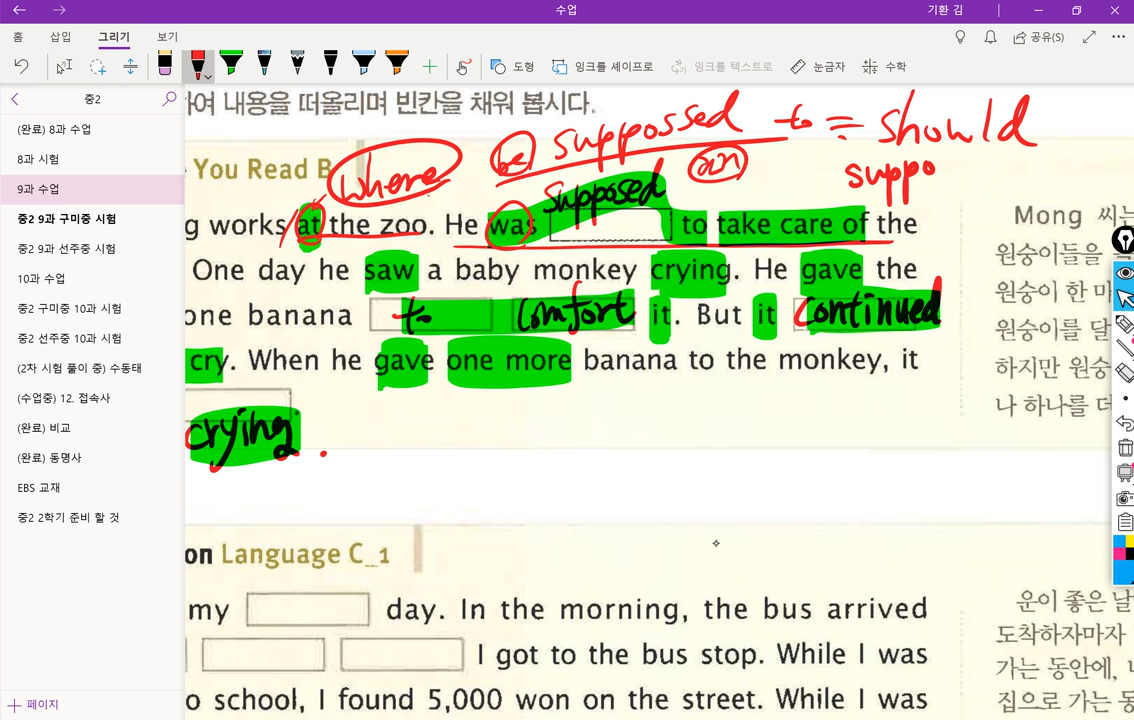 수업
기환 김
홈 삽입 그리기 보기
공유(S)
도형 잉크를 셰이프로 잉크를 텍스트로 눈금자 수학
중2
(완료) 8과 수업
8과 시험
9과 수업
중2 9과 구미중 시험
중2 9과 선주중 시험
10과 수업
중2 구미중 10과 시험
중2 선주중 10과 시험
(2차 시험 풀이 중) 수동태
(수업중) 12. 접속사
(완료) 비교
(완료) 동명사
EBS 교재
중2 2학기 준비 할 것
페이지
하여 내용을 떠올리며 빈칸을 채워 봅시다.
be suppossed to = should
where
suppo
You Read B
supposed
g works at the zoo. He was to take care of the
One day he saw a baby monkey crying. He gave the
one banana to comfort it. But it continued
cry. When he gave one more banana to the monkey, it
crying.
Mong 씨는
원숭이들을
원숭이 한 마
원숭이를 달
하지만 원숭
나 하나를 더
on Language C_1
my day. In the morning, the bus arrived
I got to the bus stop. While I was
o school, I found 5,000 won on the street. While I was
운이 좋은 날
도착하자마자
가는 동안에,
집으로 가는 동